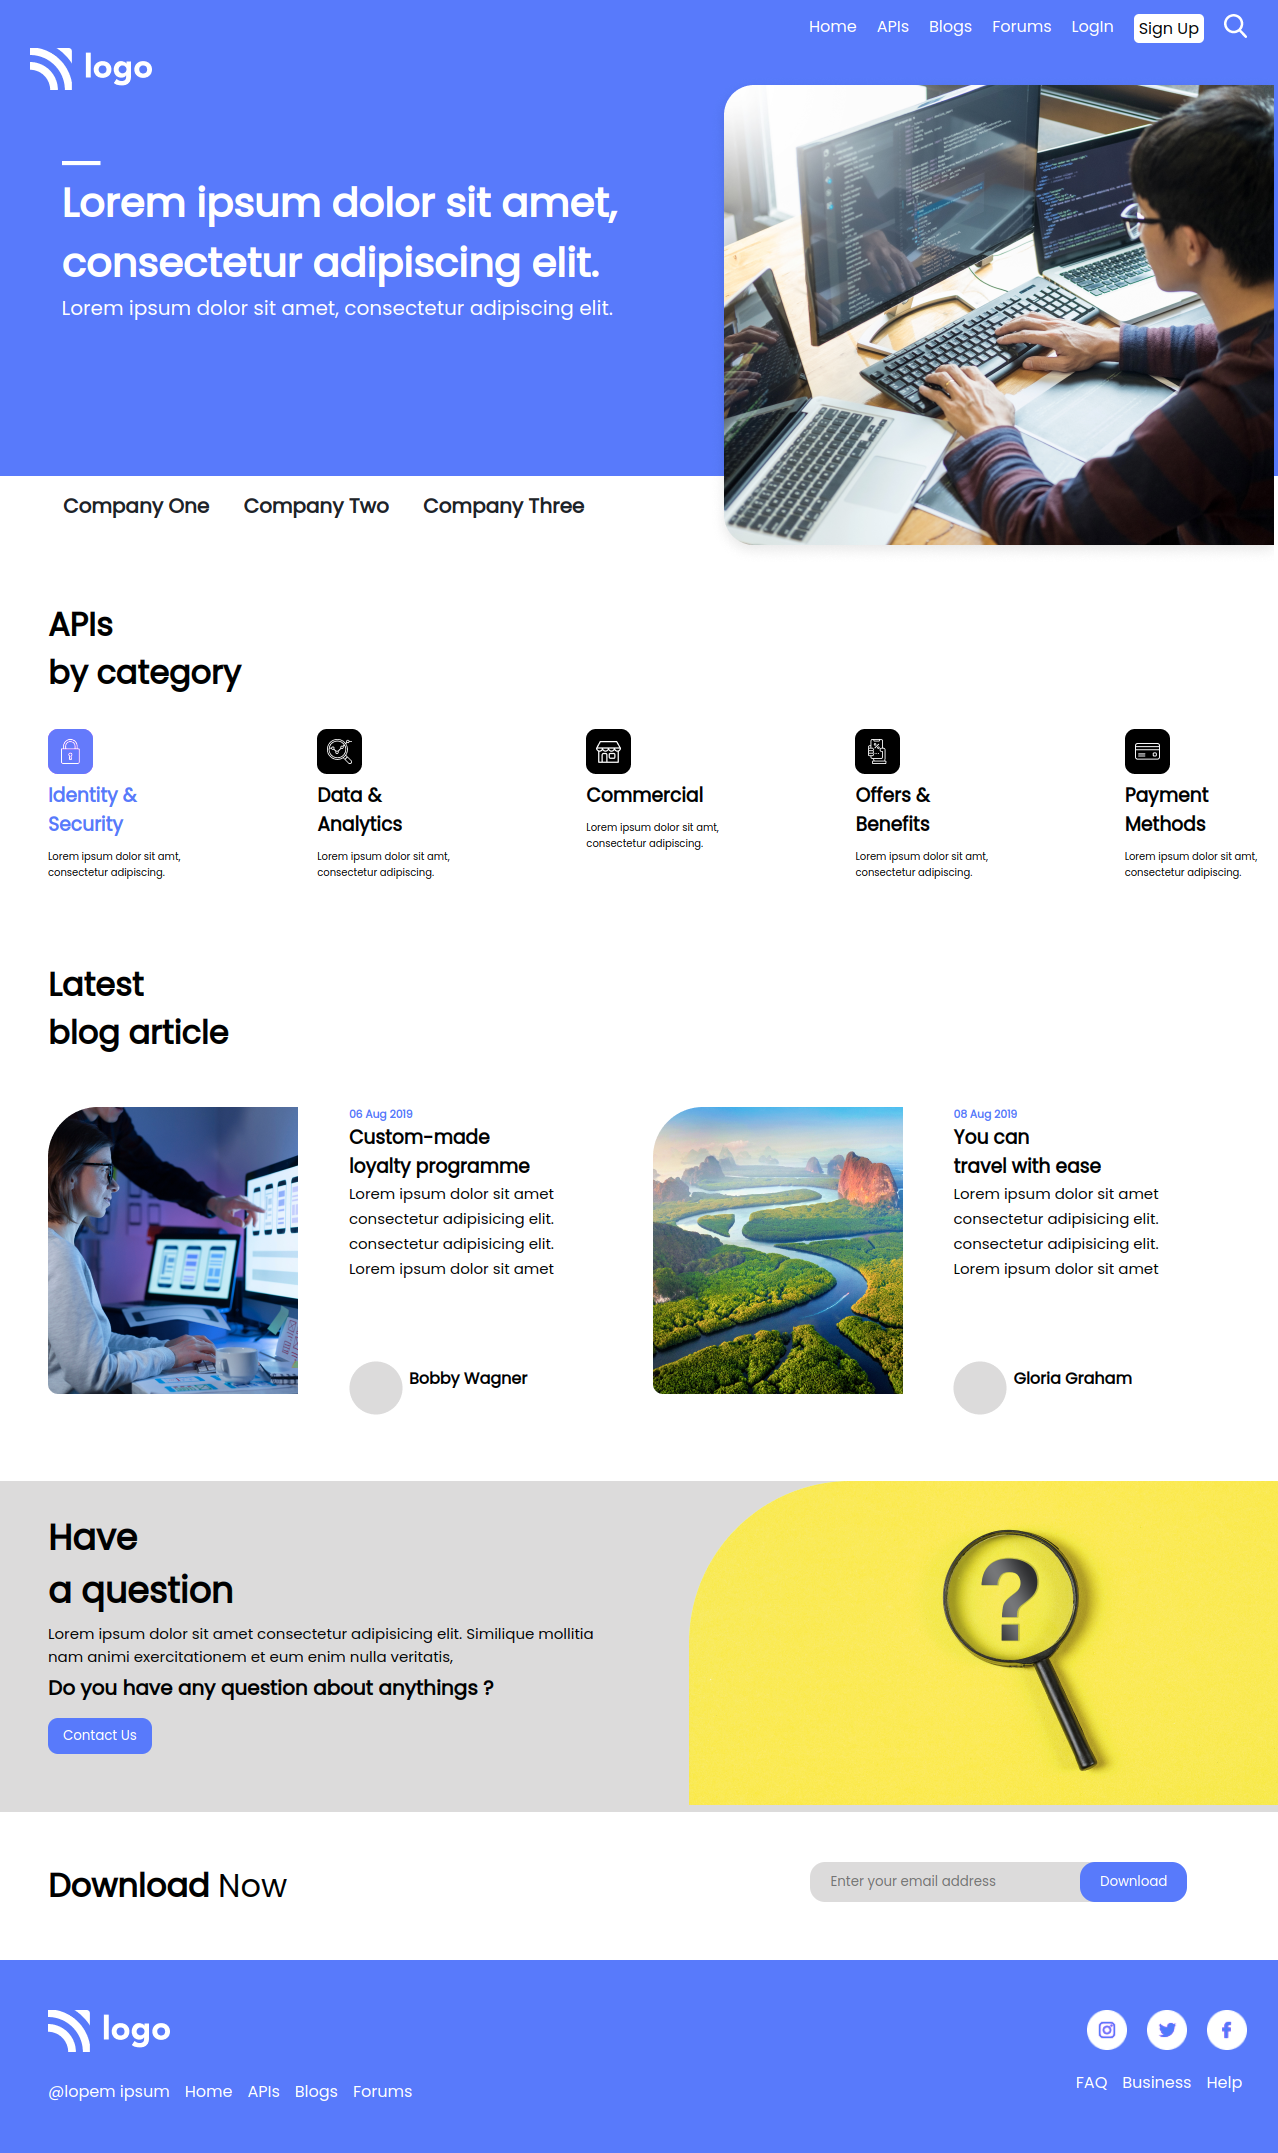 Home APIs Blogs Forums LogIn Sign Up
logo
Lorem ipsum dolor sit amet,
consectetur adipiscing elit.
Lorem ipsum dolor sit amet, consectetur adipiscing elit.
Company One Company Two Company Three
APIs
by category
Identity &
Security
Lorem ipsum dolor sit amt,
consectetur adipiscing.
Data &
Analytics
Lorem ipsum dolor sit amt,
consectetur adipiscing.
Commercial
Lorem ipsum dolor sit amt,
consectetur adipiscing.
Offers &
Benefits
Lorem ipsum dolor sit amt,
consectetur adipiscing.
Payment
Methods
Lorem ipsum dolor sit amt,
consectetur adipiscing.
Latest
blog article
06 Aug 2019
Custom-made
loyalty programme
Lorem ipsum dolor sit amet
consectetur adipisicing elit.
consectetur adipisicing elit.
Lorem ipsum dolor sit amet
Bobby Wagner
08 Aug 2019
You can
travel with ease
Lorem ipsum dolor sit amet
consectetur adipisicing elit.
consectetur adipisicing elit.
Lorem ipsum dolor sit amet
Gloria Graham
Have
a question
Lorem ipsum dolor sit amet consectetur adipisicing elit. Similique mollitia
nam animi exercitationem et eum enim nulla veritatis,
Do you have any question about anythings ?
Contact Us
?
Download Now
Enter your email address
Download
logo
@lopem ipsum Home APIs Blogs Forums
FAQ Business Help